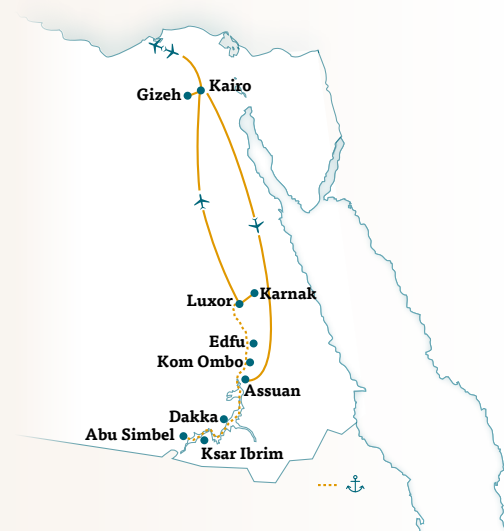 Kairo
Gizeh
Karnak
Luxor
Edfu
Kom Ombo
Assuan
Dakka
Abu Simbel
Ksar Ibrim